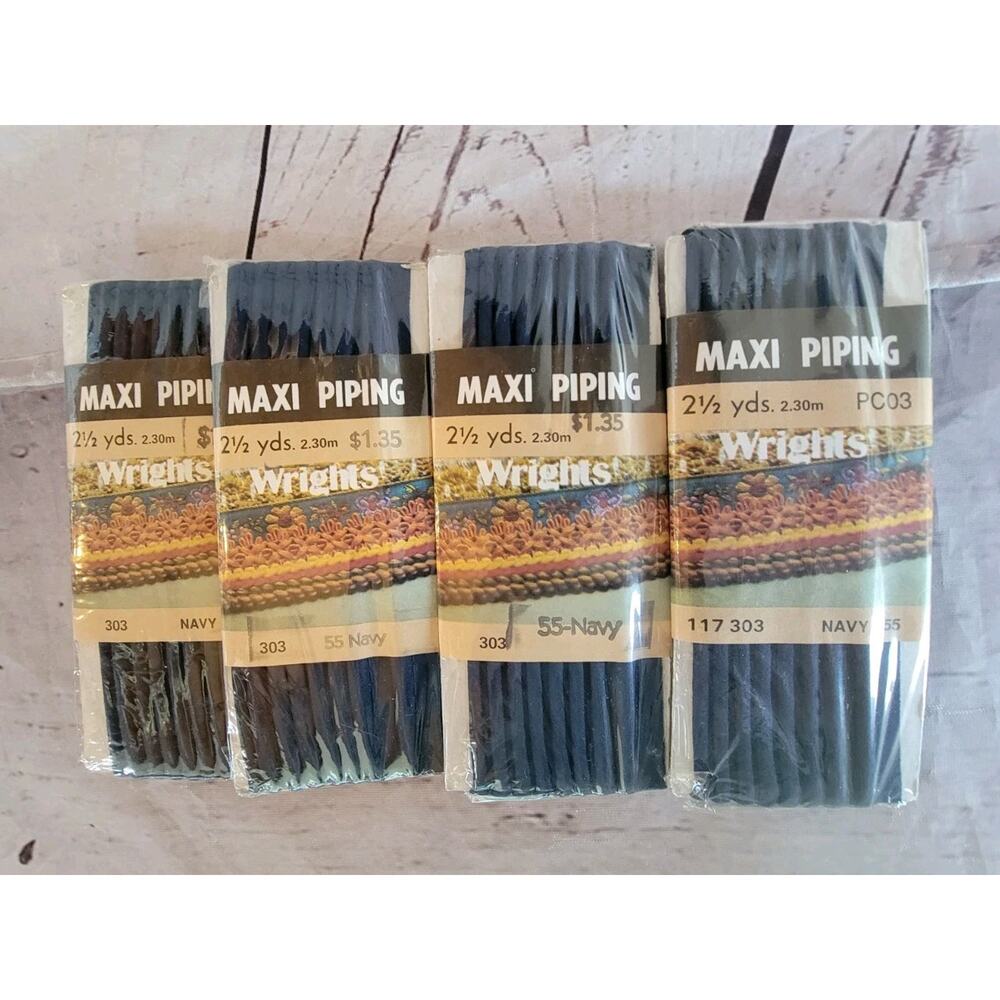 MAXI PIPIN
2½ yds. 2.30m $
Wrights
303 NAVY
MAXI PIPING
2½ yds. 2.30m $1.35
Wrights
303 55 Navy
MAXI PIPING
2½ yds. 2.30m $1.35
Wrights
303 55-Navy
MAXI PIPING
2½ yds. 2.30m PC03
Wrights
117 303 NAVY 55